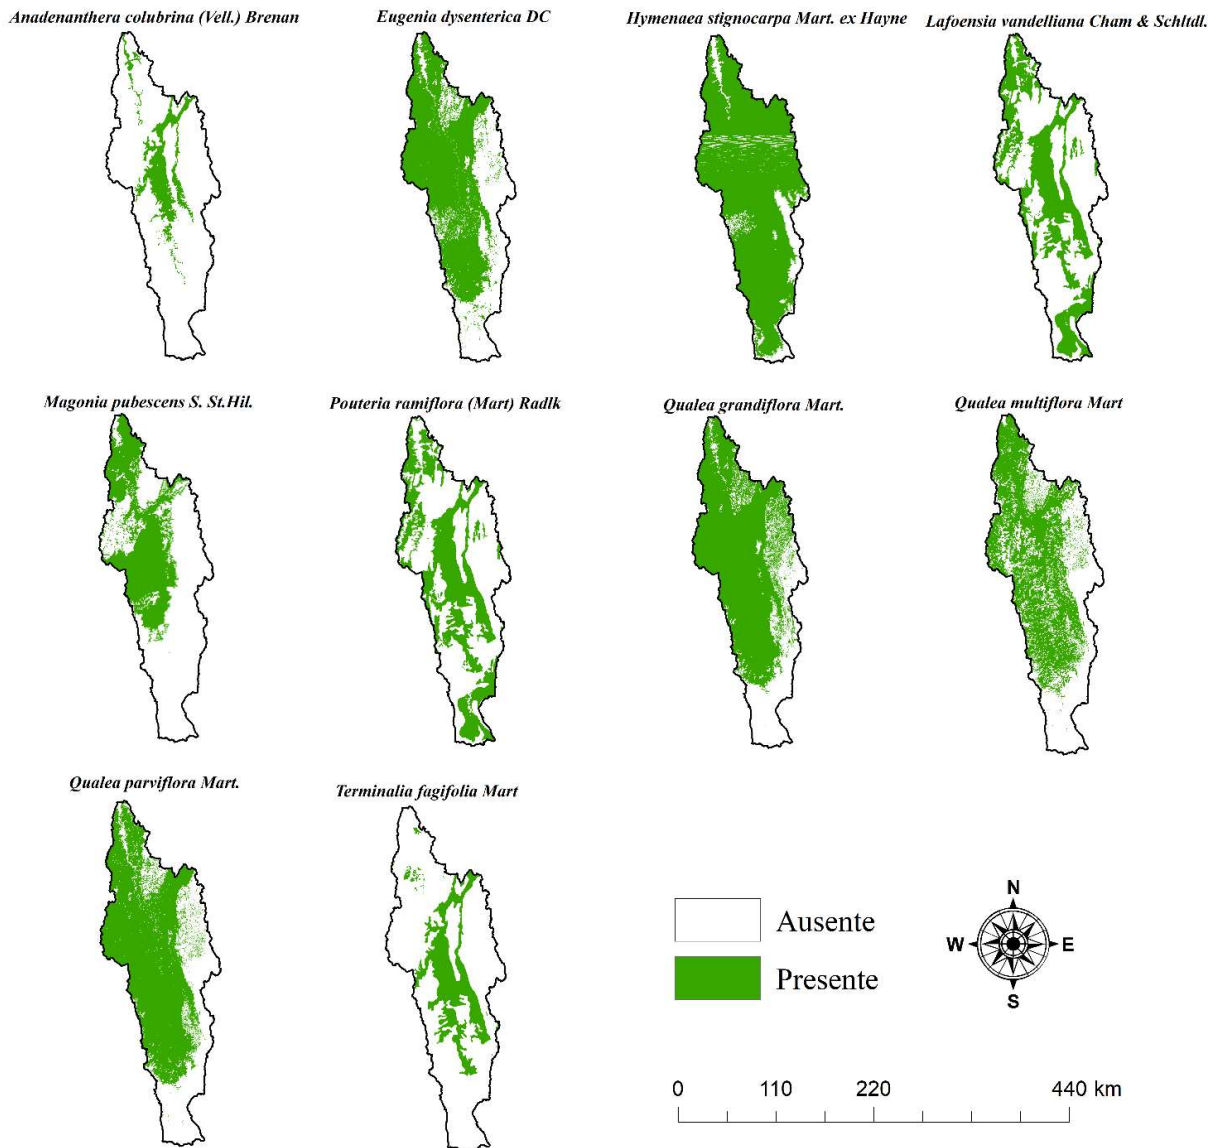 Anadenanthera colubrina (Vell.) Brenan
Eugenia dysenterica DC
Hymenaea stignocarpa Mart. ex Hayne
Lafoensia vandelliana Cham & Schltdl.
Magonia pubescens S. St.Hil.
Pouteria ramiflora (Mart) Radlk
Qualea grandiflora Mart.
Qualea multiflora Mart
Qualea parviflora Mart.
Terminalia fagifolia Mart
Ausente
Presente
N
W E
S
0 110 220 440 km